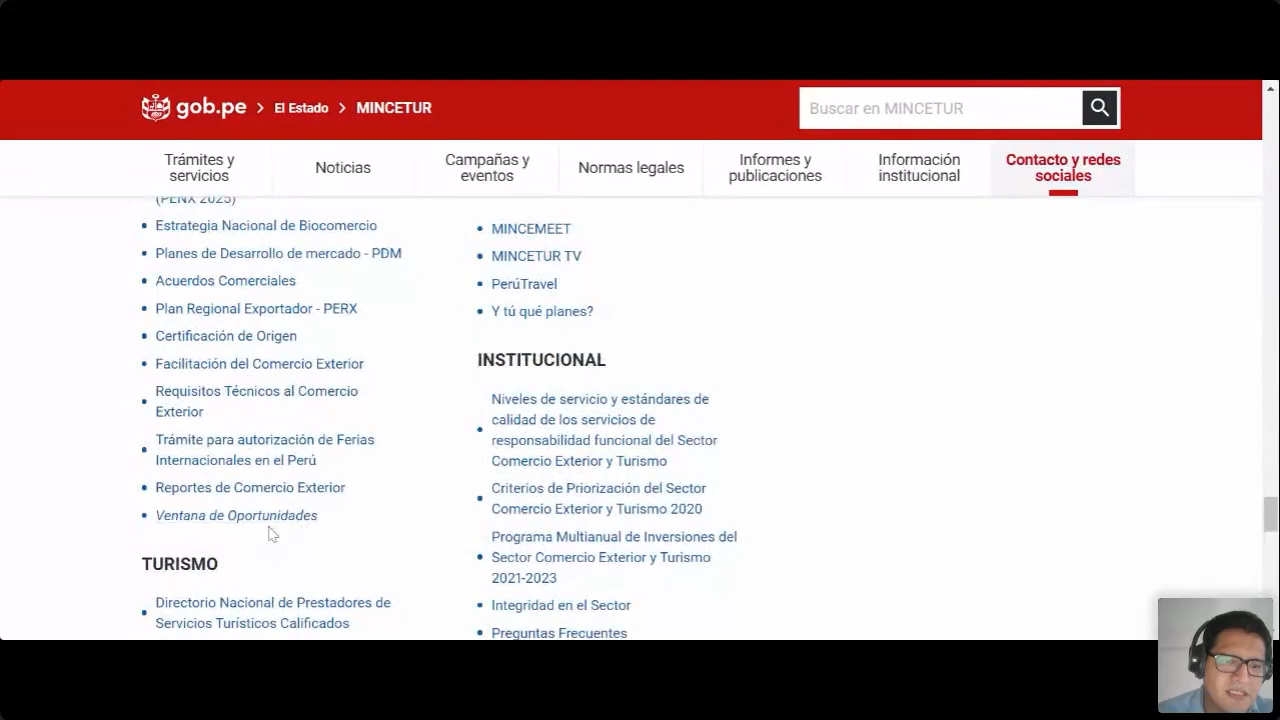 gob.pe > El Estado > MINCETUR
Buscar en MINCETUR
Trámites y
servicios
Noticias
Campañas y
eventos
Normas legales
Informes y
publicaciones
Información
institucional
Contacto y redes
sociales
(PENX 2025)
Estrategia Nacional de Biocomercio
Planes de Desarrollo de mercado - PDM
Acuerdos Comerciales
Plan Regional Exportador - PERX
Certificación de Origen
Facilitación del Comercio Exterior
Requisitos Técnicos al Comercio
Exterior
Trámite para autorización de Ferias
Internacionales en el Perú
Reportes de Comercio Exterior
Ventana de Oportunidades
TURISMO
Directorio Nacional de Prestadores de
Servicios Turísticos Calificados
MINCEMEET
MINCETUR TV
PerúTravel
Y tú qué planes?
INSTITUCIONAL
Niveles de servicio y estándares de
calidad de los servicios de
responsabilidad funcional del Sector
Comercio Exterior y Turismo
Criterios de Priorización del Sector
Comercio Exterior y Turismo 2020
Programa Multianual de Inversiones del
Sector Comercio Exterior y Turismo
2021-2023
Integridad en el Sector
Preguntas Frecuentes